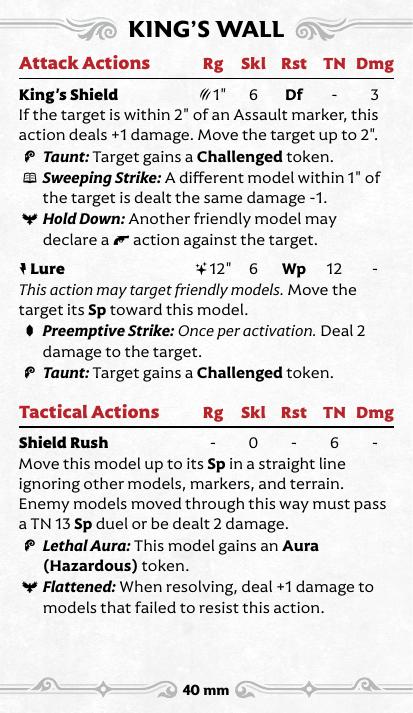 KING'S WALL
Attack Actions Rg Skl Rst TN Dmg
King's Shield 1" 6 Df - 3
If the target is within 2" of an Assault marker, this
action deals +1 damage. Move the target up to 2".
Taunt: Target gains a Challenged token.
Sweeping Strike: A different model within 1" of
the target is dealt the same damage -1.
Hold Down: Another friendly model may
declare a action against the target.
Lure 12" 6 Wp 12 -
This action may target friendly models. Move the
target its Sp toward this model.
Preemptive Strike: Once per activation. Deal 2
damage to the target.
Taunt: Target gains a Challenged token.
Tactical Actions Rg Skl Rst TN Dmg
Shield Rush - 0 - 6 -
Move this model up to its Sp in a straight line
ignoring other models, markers, and terrain.
Enemy models moved through this way must pass
a TN 13 Sp duel or be dealt 2 damage.
Lethal Aura: This model gains an Aura
(Hazardous) token.
Flattened: When resolving, deal +1 damage to
models that failed to resist this action.
40 mm